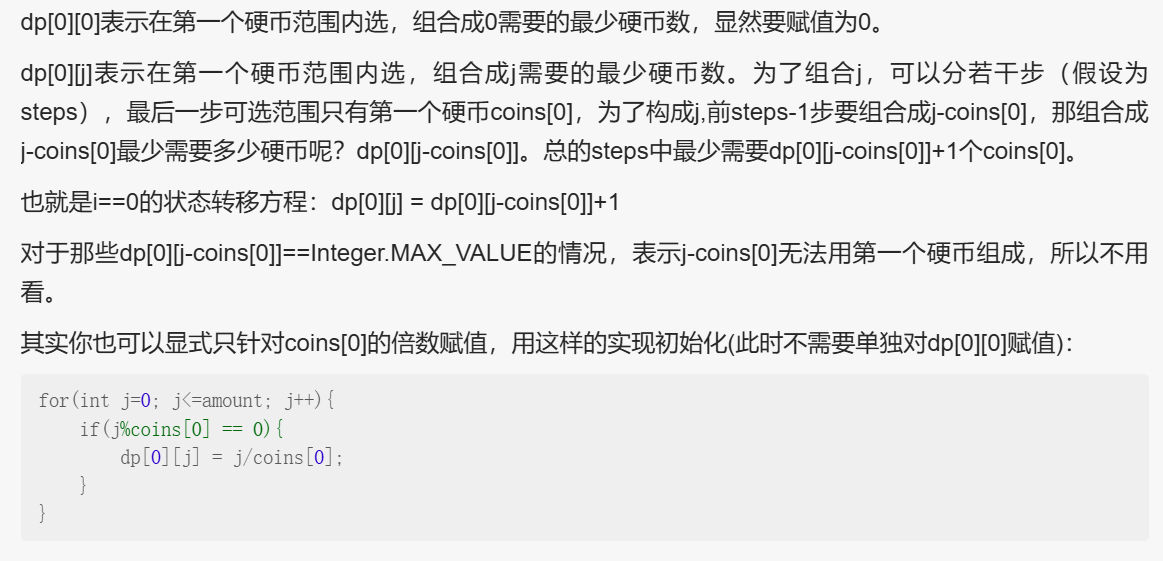 dp[0][0]表示在第一个硬币范围内选，组合成0需要的最少硬币数，显然要赋值为0。
dp[0][j]表示在第一个硬币范围内选，组合成j需要的最少硬币数。为了组合j，可以分若干步（假设为
steps），最后一步可选范围只有第一个硬币coins[0]，为了构成j,前steps-1步要组合成j-coins[0]，那组合成
j-coins[0]最少需要多少硬币呢？dp[0][j-coins[0]]。总的steps中最少需要dp[0][j-coins[0]]+1个coins[0]。
也就是i==0的状态转移方程：dp[0][j] = dp[0][j-coins[0]]+1
对于那些dp[0][j-coins[0]]==Integer.MAX_VALUE的情况，表示j-coins[0]无法用第一个硬币组成，所以不用
看。
其实你也可以显式只针对coins[0]的倍数赋值，用这样的实现初始化(此时不需要单独对dp[0][0]赋值)：
for(int j=0; j<=amount; j++){
    if(j%coins[0] == 0){
        dp[0][j] = j/coins[0];
    }
}